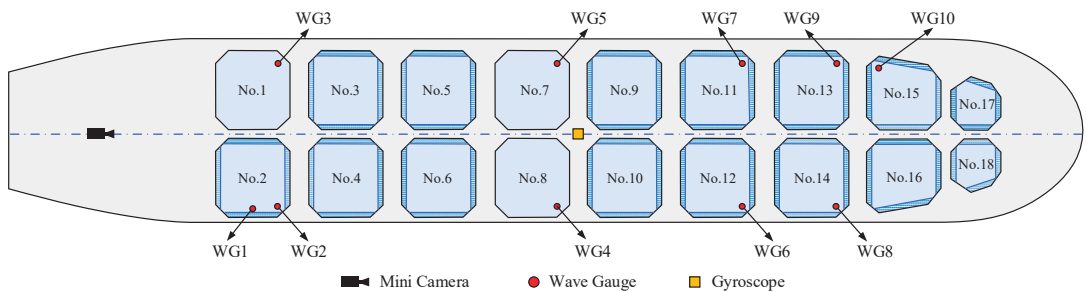 WG3 WG5 WG7 WG9 WG10
No.1 No.3 No.5 No.7 No.9 No.11 No.13 No.15 No.17
No.2 No.4 No.6 No.8 No.10 No.12 No.14 No.16 No.18
WG1 WG2 WG4 WG6 WG8
Mini Camera Wave Gauge Gyroscope